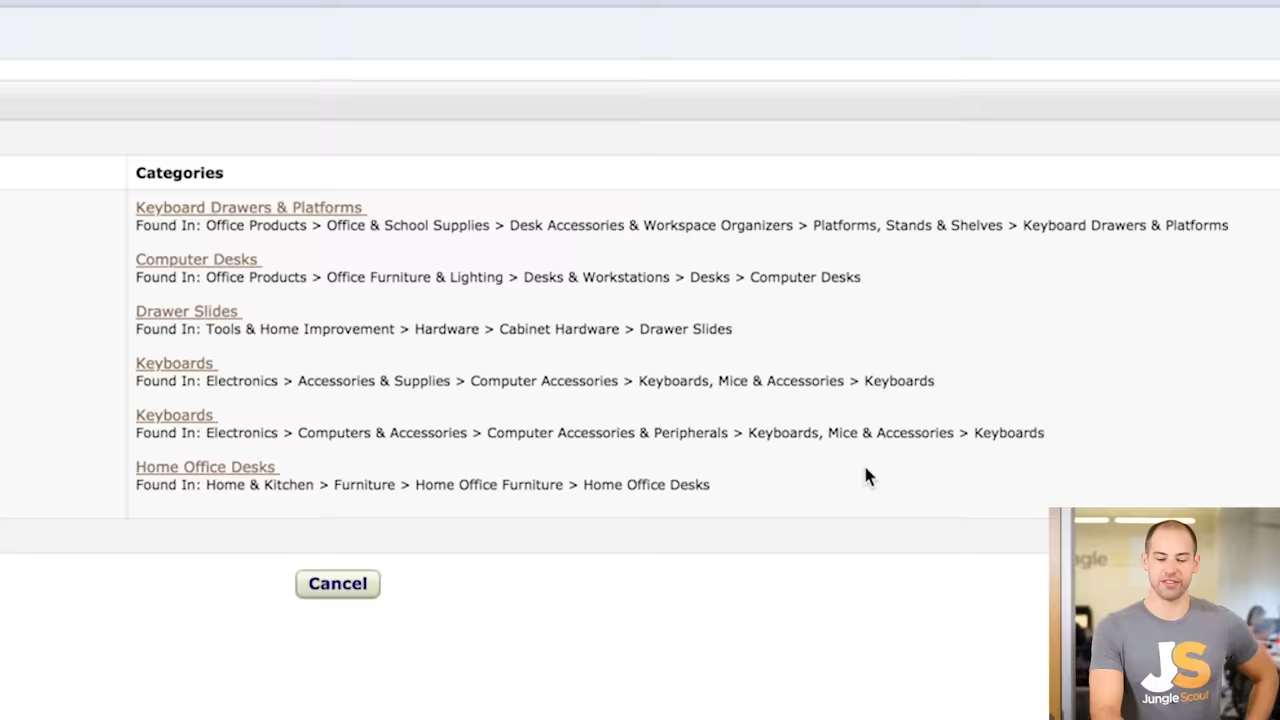 Categories
Keyboard Drawers & Platforms
Found In: Office Products > Office & School Supplies > Desk Accessories & Workspace Organizers > Platforms, Stands & Shelves > Keyboard Drawers & Platforms
Computer Desks
Found In: Office Products > Office Furniture & Lighting > Desks & Workstations > Desks > Computer Desks
Drawer Slides
Found In: Tools & Home Improvement > Hardware > Cabinet Hardware > Drawer Slides
Keyboards
Found In: Electronics > Accessories & Supplies > Computer Accessories > Keyboards, Mice & Accessories > Keyboards
Keyboards
Found In: Electronics > Computers & Accessories > Computer Accessories & Peripherals > Keyboards, Mice & Accessories > Keyboards
Home Office Desks
Found In: Home & Kitchen > Furniture > Home Office Furniture > Home Office Desks
Cancel
JS
Jungle Scout